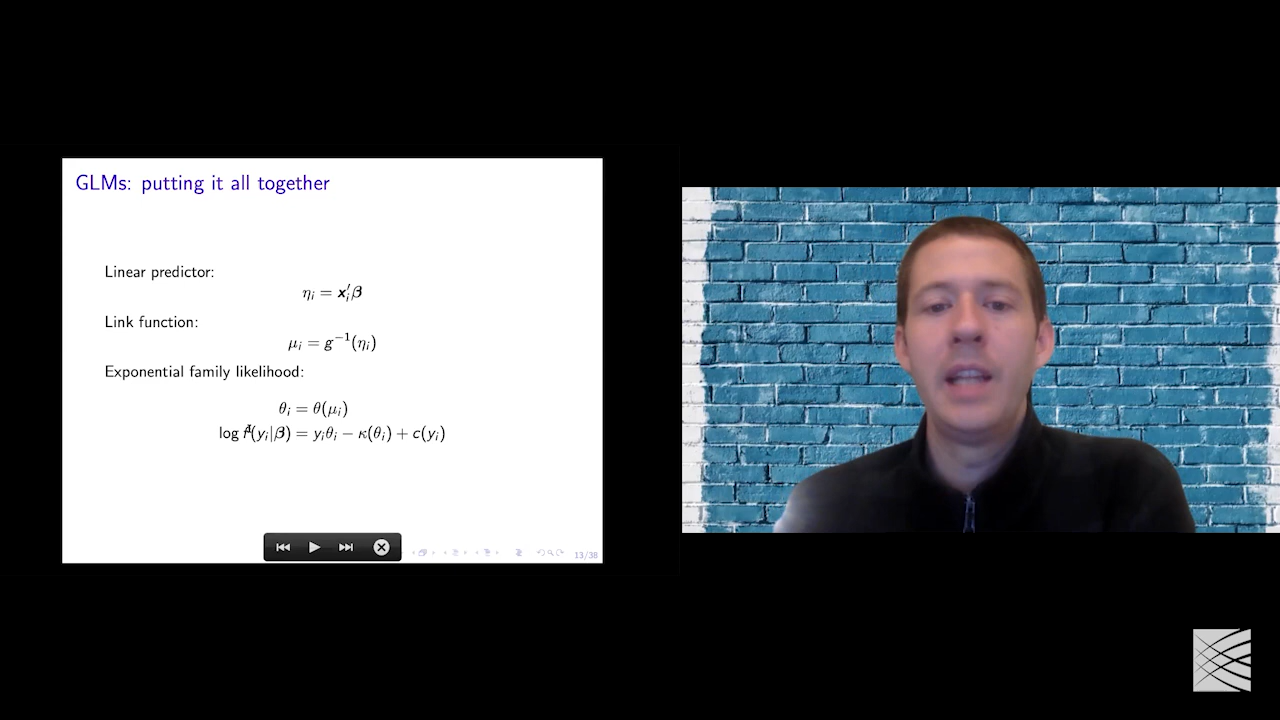 GLMs: putting it all together
Linear predictor:
ηᵢ = xᵢ′β
Link function:
μᵢ = g⁻¹(ηᵢ)
Exponential family likelihood:
θᵢ = θ(μᵢ)
log f(yᵢ|β) = yᵢθᵢ − κ(θᵢ) + c(yᵢ)
13/38